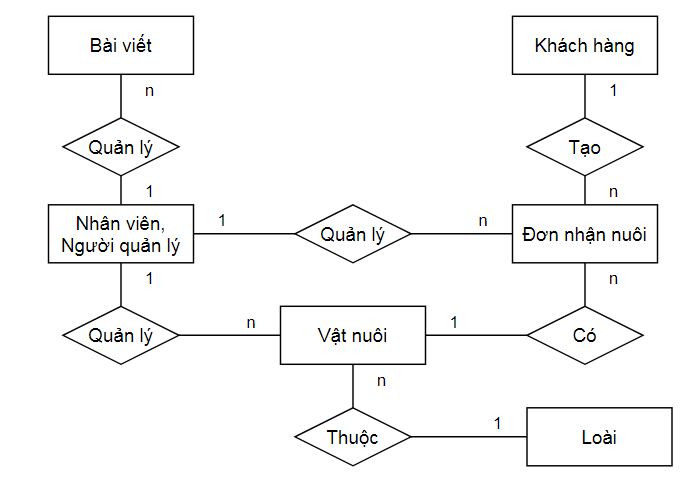 Bài viết
Khách hàng
n
1
Quản lý
Tạo
1
n
Nhân viên,
Người quản lý
1
Quản lý
n
Đơn nhận nuôi
1
n
Quản lý
n
Vật nuôi
1
Có
n
Thuộc
1
Loài